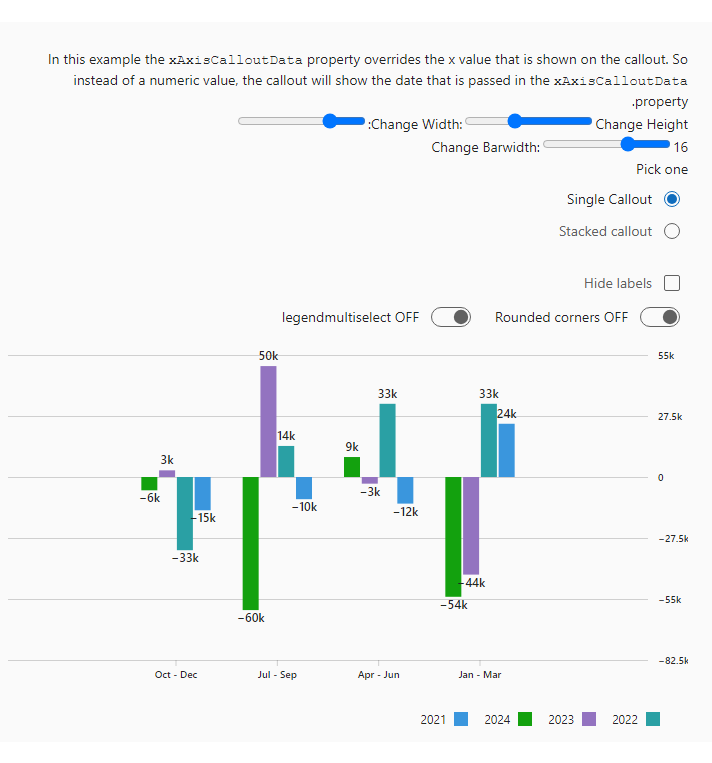 In this example the xAxisCalloutData property overrides the x value that is shown on the callout. So
instead of a numeric value, the callout will show the date that is passed in the xAxisCalloutData
.property
:Change Width: Change Height
Change Barwidth: 16
Pick one
Single Callout
Stacked callout
Hide labels
legendmultiselect OFF Rounded corners OFF
50k 55k
33k 33k
24k 27.5k
14k
9k
3k
0
−6k −3k
−10k −12k
−15k
−33k −27.5k
−44k
−54k −55k
−60k
−82.5k
Oct - Dec Jul - Sep Apr - Jun Jan - Mar
2021 2024 2023 2022